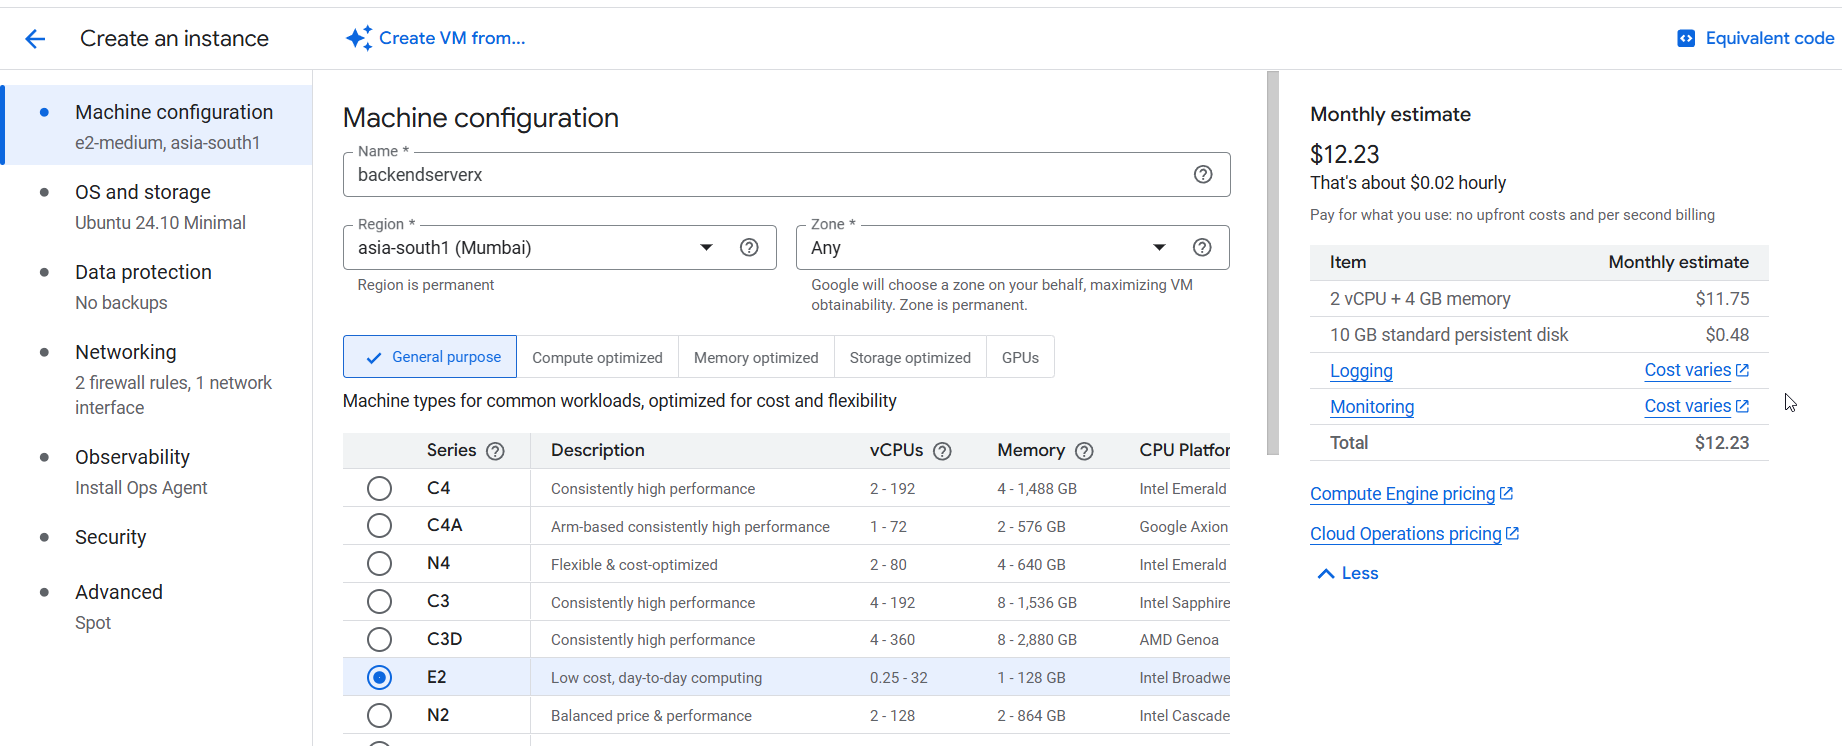 Create an instance
Create VM from...
Equivalent code
Machine configuration
e2-medium, asia-south1
OS and storage
Ubuntu 24.10 Minimal
Data protection
No backups
Networking
2 firewall rules, 1 network
interface
Observability
Install Ops Agent
Security
Advanced
Spot
Machine configuration
Name *
backendserverx
Region *
asia-south1 (Mumbai)
Region is permanent
Zone *
Any
Google will choose a zone on your behalf, maximizing VM
obtainability. Zone is permanent.
General purpose
Compute optimized
Memory optimized
Storage optimized
GPUs
Machine types for common workloads, optimized for cost and flexibility
Series Description vCPUs Memory CPU Platfor
C4 Consistently high performance 2 - 192 4 - 1,488 GB Intel Emerald
C4A Arm-based consistently high performance 1 - 72 2 - 576 GB Google Axion
N4 Flexible & cost-optimized 2 - 80 4 - 640 GB Intel Emerald
C3 Consistently high performance 4 - 192 8 - 1,536 GB Intel Sapphire
C3D Consistently high performance 4 - 360 8 - 2,880 GB AMD Genoa
E2 Low cost, day-to-day computing 0.25 - 32 1 - 128 GB Intel Broadwe
N2 Balanced price & performance 2 - 128 2 - 864 GB Intel Cascade
Monthly estimate
$12.23
That's about $0.02 hourly
Pay for what you use: no upfront costs and per second billing
Item Monthly estimate
2 vCPU + 4 GB memory $11.75
10 GB standard persistent disk $0.48
Logging Cost varies
Monitoring Cost varies
Total $12.23
Compute Engine pricing
Cloud Operations pricing
Less